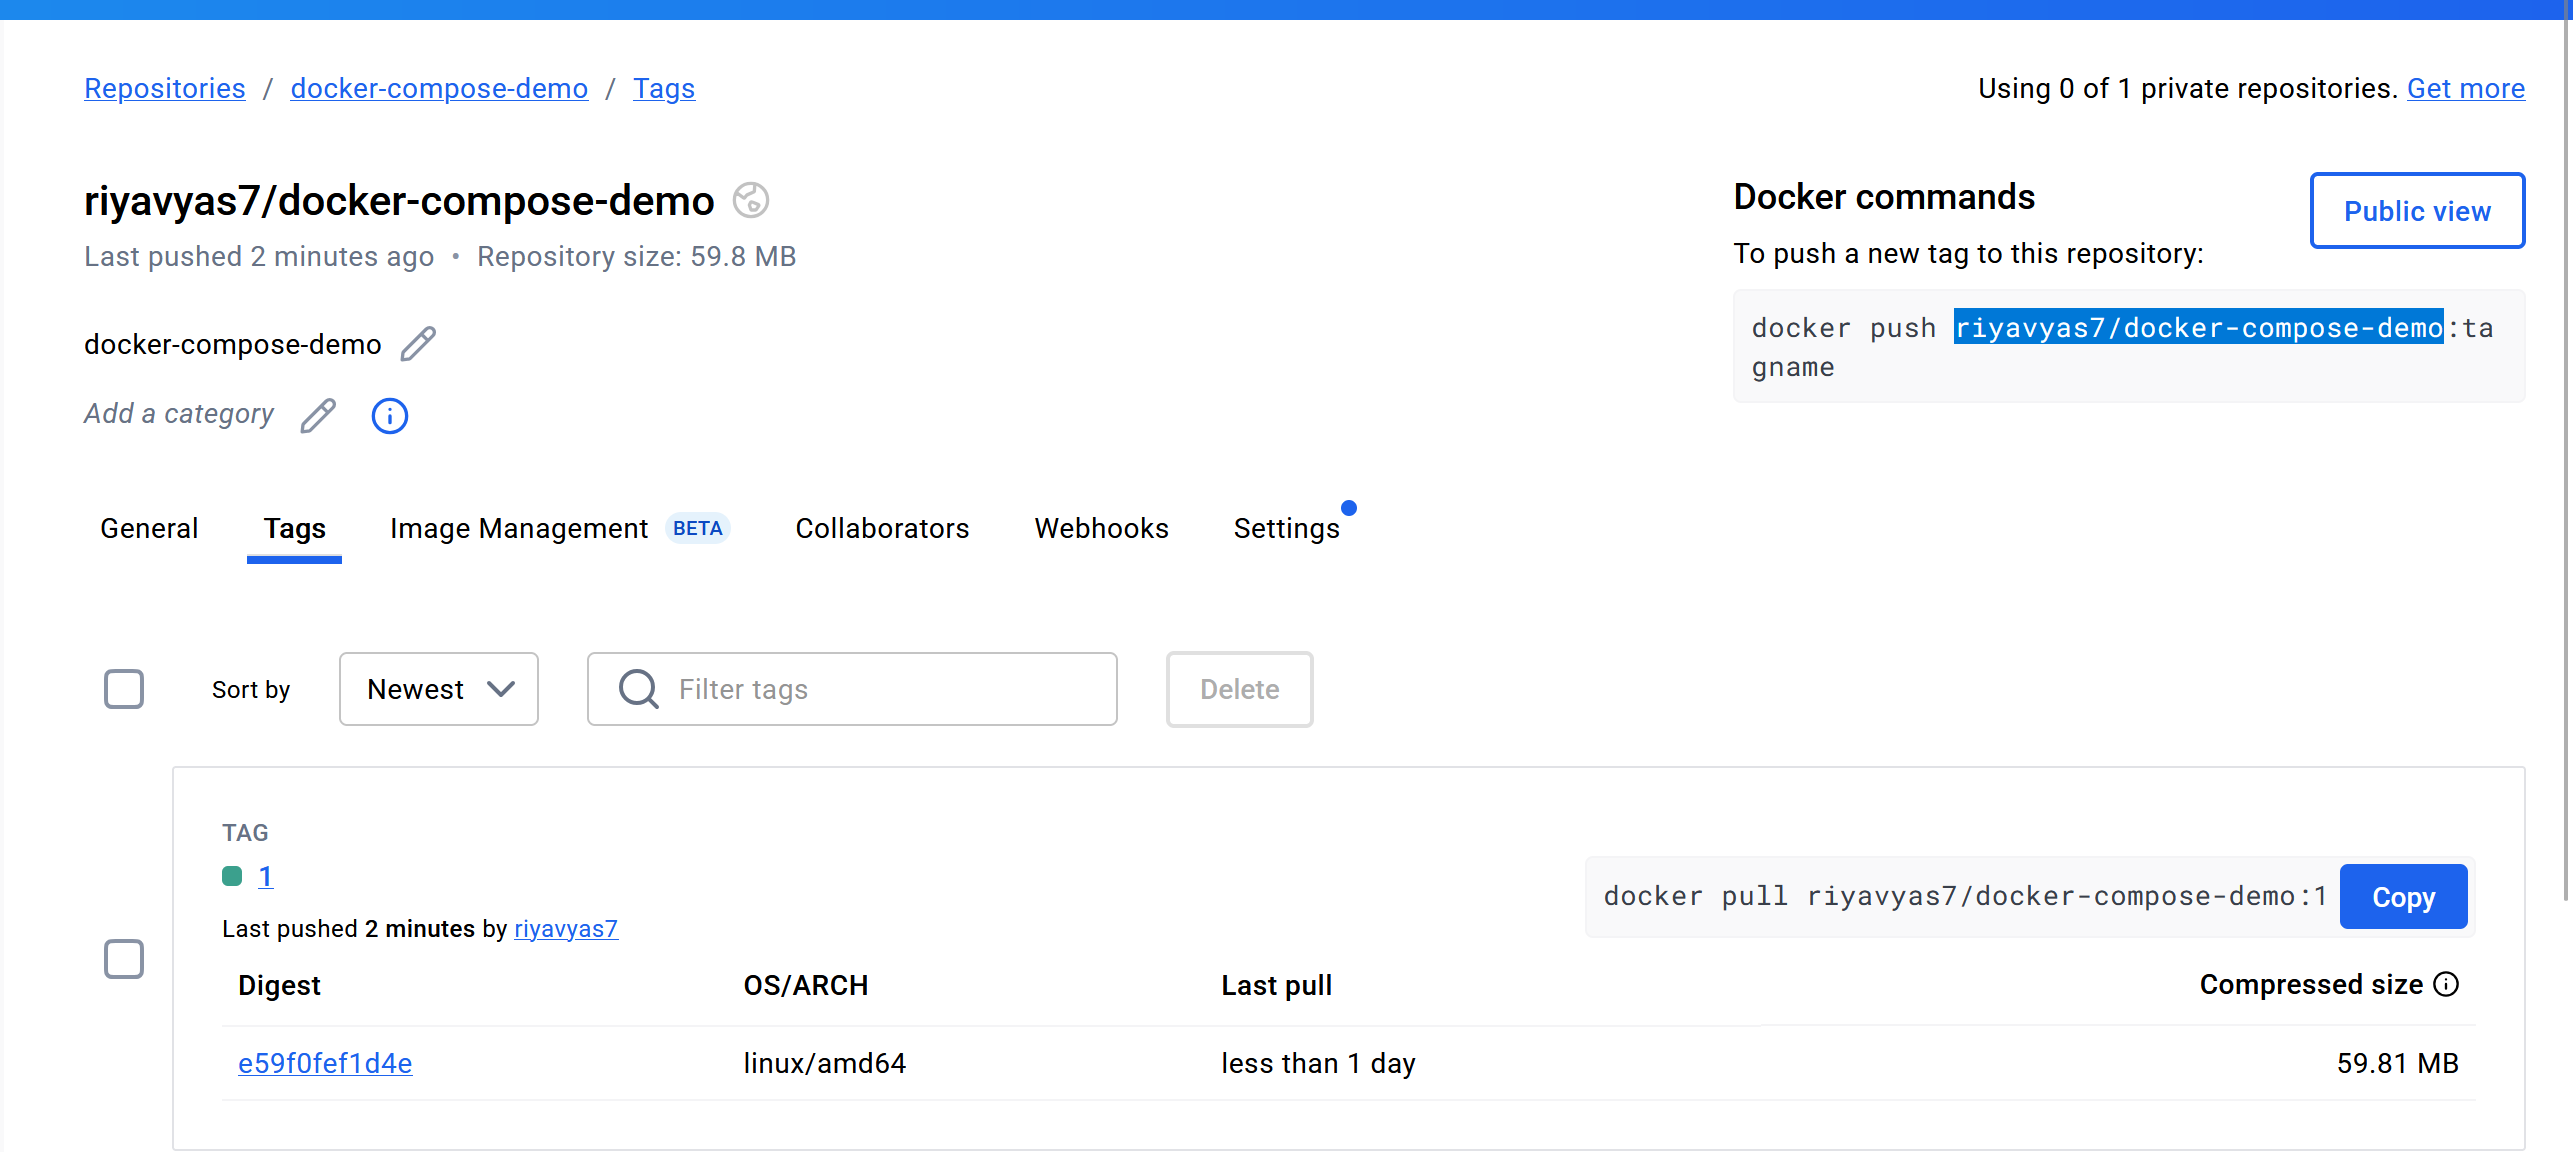 Repositories / docker-compose-demo / Tags
Using 0 of 1 private repositories. Get more
riyavyas7/docker-compose-demo
Last pushed 2 minutes ago • Repository size: 59.8 MB
docker-compose-demo
Add a category
Docker commands
Public view
To push a new tag to this repository:
docker push riyavyas7/docker-compose-demo:ta
gname
General Tags Image Management BETA Collaborators Webhooks Settings
Sort by Newest Filter tags Delete
TAG
1
docker pull riyavyas7/docker-compose-demo:1 Copy
Last pushed 2 minutes by riyavyas7
Digest OS/ARCH Last pull Compressed size
e59f0fef1d4e linux/amd64 less than 1 day 59.81 MB